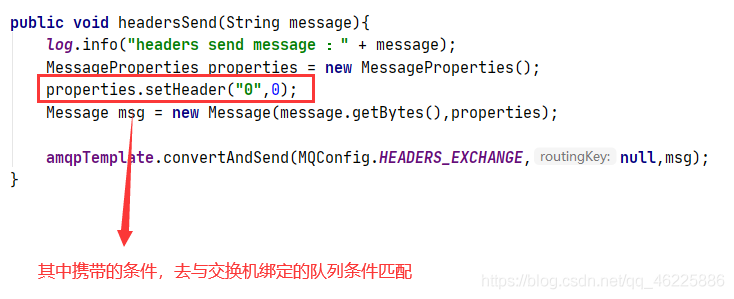 public void headersSend(String message){
log.info("headers send message :" + message);
MessageProperties properties = new MessageProperties();
properties.setHeader("0",0);
Message msg = new Message(message.getBytes(),properties);
amqpTemplate.convertAndSend(MQConfig.HEADERS_EXCHANGE, routingKey: null,msg);
}
其中携带的条件，去与交换机绑定的队列条件匹配
https://blog.csdn.net/qq_46225886